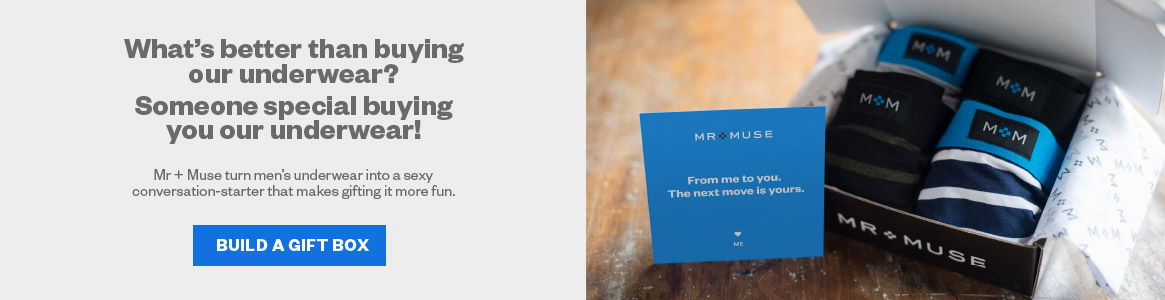 What's better than buying
our underwear?
Someone special buying
you our underwear!
Mr + Muse turn men's underwear into a sexy
conversation-starter that makes gifting it more fun.
BUILD A GIFT BOX
MR MUSE
From me to you.
The next move is yours.
ME
M M
M M
M M
M M
MR MUSE